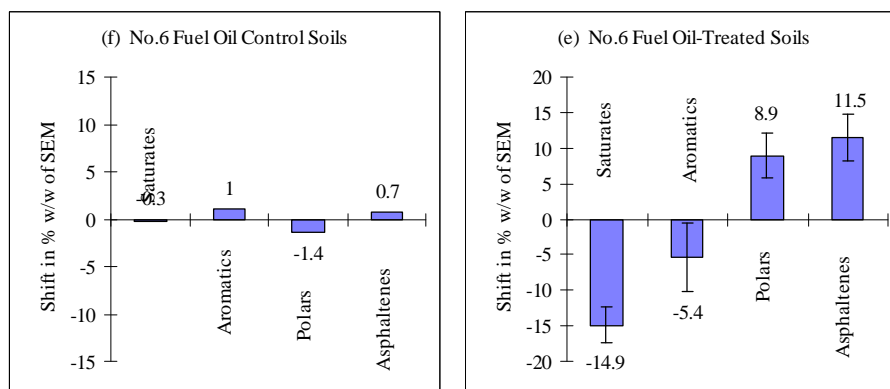 (f) No.6 Fuel Oil Control Soils
Shift in % w/w of SEM
15
10
5
0
-5
-10
-15
Saturates
-0.3
1
Aromatics
-1.4
Polars
0.7
Asphaltenes
(e) No.6 Fuel Oil-Treated Soils
Shift in % w/w of SEM
20
15
10
5
0
-5
-10
-15
-20
Saturates
-14.9
Aromatics
-5.4
8.9
Polars
11.5
Asphaltenes